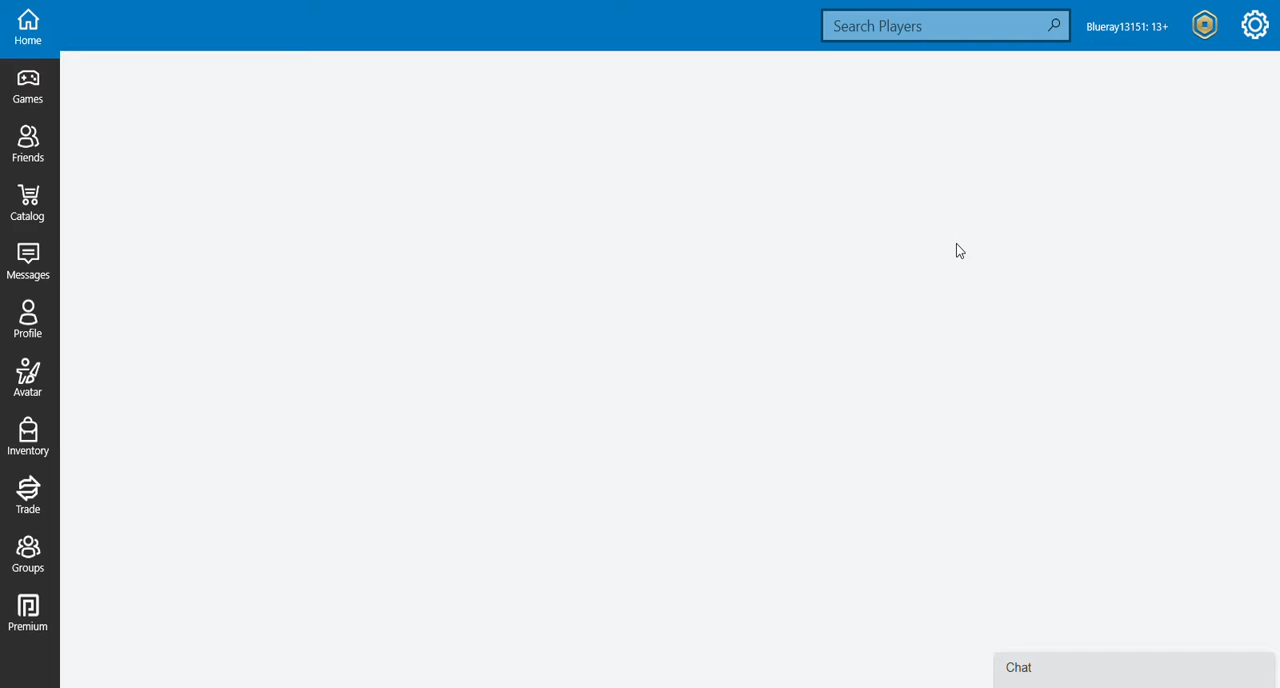 Home
Search Players
Blueray13151: 13+
Games
Friends
Catalog
Messages
Profile
Avatar
Inventory
Trade
Groups
Premium
Chat